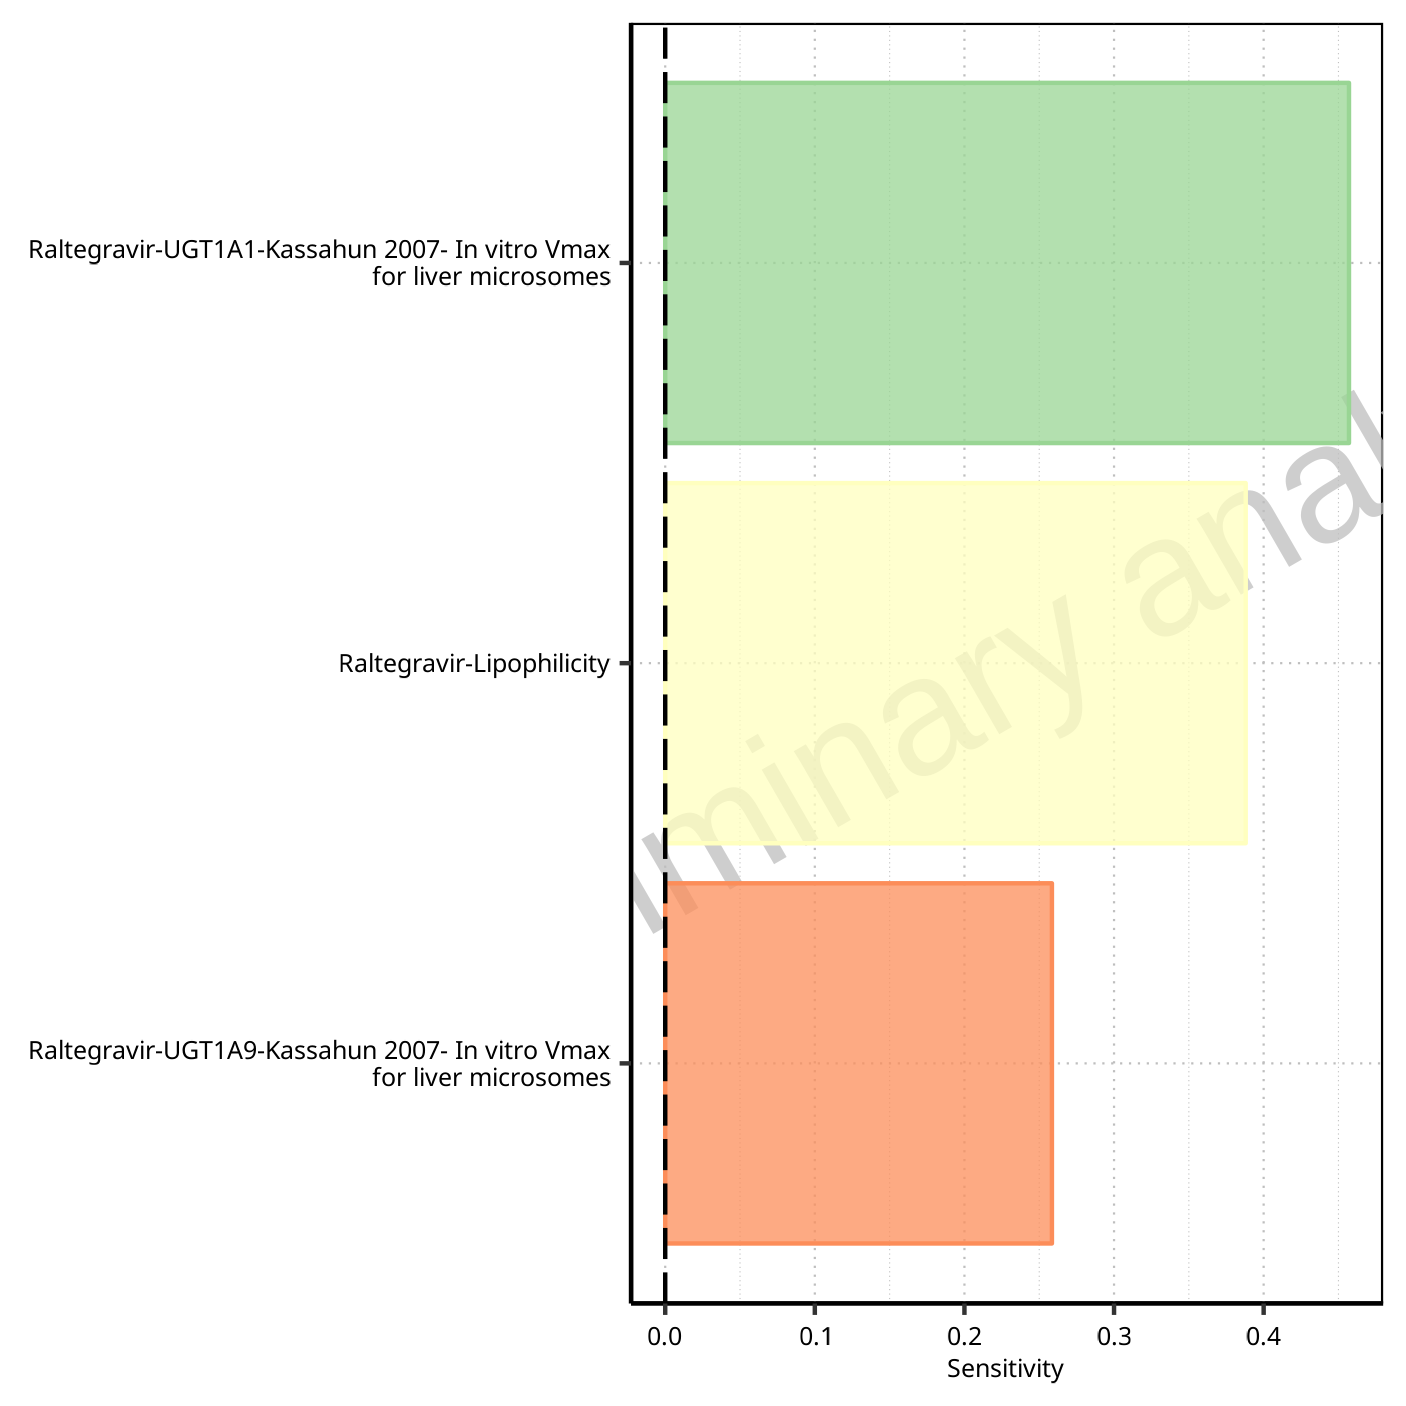 Raltegravir-UGT1A1-Kassahun 2007- In vitro Vmax
for liver microsomes
Raltegravir-Lipophilicity
Raltegravir-UGT1A9-Kassahun 2007- In vitro Vmax
for liver microsomes
iminary anal
0.0 0.1 0.2 0.3 0.4
Sensitivity